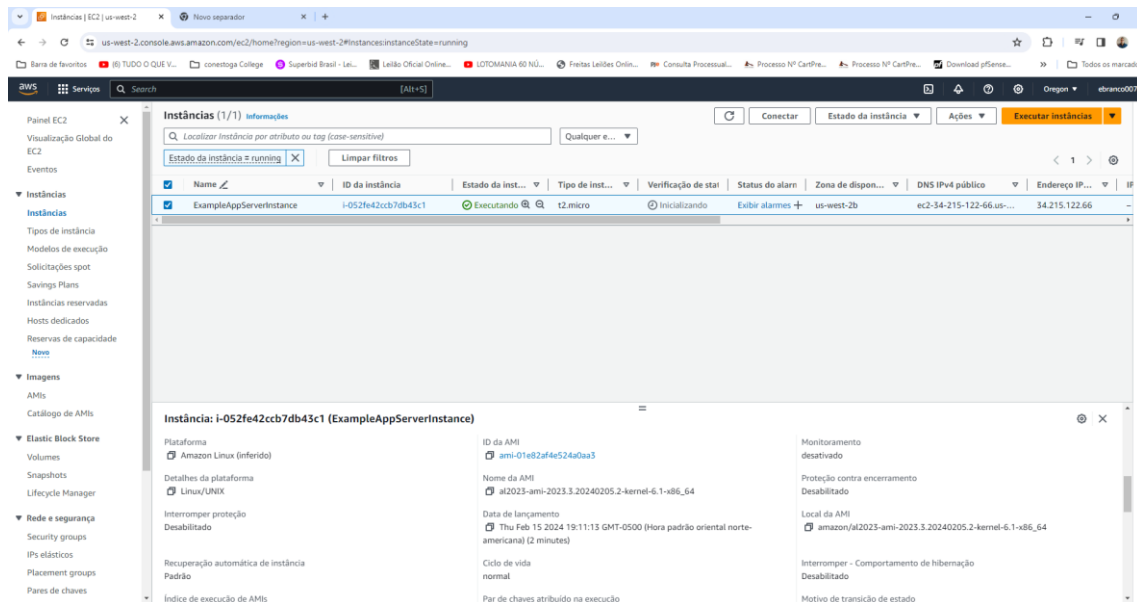 Instâncias | EC2 | us-west-2
Novo separador
us-west-2.console.aws.amazon.com/ec2/home?region=us-west-2#Instances:instanceState=running
Barra de favoritos
(6) TUDO O QUE V...
conestoga College
Superbid Brasil - Lei...
Leilão Oficial Online...
LOTOMANIA 60 NÚ...
Freitas Leilões Onlin...
Consulta Processual...
Processo Nº CartPre...
Processo Nº CartPre...
Download pfSense...
Todos os marcado
aws
Serviços
Search
[Alt+S]
Oregon
ebranco007
Painel EC2
Visualização Global do
EC2
Eventos
Instâncias
Instâncias
Tipos de instância
Modelos de execução
Solicitações spot
Savings Plans
Instâncias reservadas
Hosts dedicados
Reservas de capacidade
Novo
Imagens
AMIs
Catálogo de AMIs
Elastic Block Store
Volumes
Snapshots
Lifecycle Manager
Rede e segurança
Security groups
IPs elásticos
Placement groups
Pares de chaves
Instâncias (1/1) Informações
Conectar
Estado da instância
Ações
Executar instâncias
Localizar Instância por atributo ou tag (case-sensitive)
Qualquer e...
Estado da instância = running
Limpar filtros
1
Name ID da instância Estado da inst... Tipo de inst... Verificação de stat Status do alarn Zona de dispon... DNS IPv4 público Endereço IP... IF
ExampleAppServerInstance i-052fe42ccb7db43c1 Executando t2.micro Inicializando Exibir alarmes + us-west-2b ec2-34-215-122-66.us-... 34.215.122.66 –
Instância: i-052fe42ccb7db43c1 (ExampleAppServerInstance)
Plataforma
Amazon Linux (inferido)
Detalhes da plataforma
Linux/UNIX
Interromper proteção
Desabilitado
Recuperação automática de instância
Padrão
Índice de execução de AMIs
ID da AMI
ami-01e82af4e524a0aa3
Nome da AMI
al2023-ami-2023.3.20240205.2-kernel-6.1-x86_64
Data de lançamento
Thu Feb 15 2024 19:11:13 GMT-0500 (Hora padrão oriental norte-
americana) (2 minutes)
Ciclo de vida
normal
Par de chaves atribuído na execução
Monitoramento
desativado
Proteção contra encerramento
Desabilitado
Local da AMI
amazon/al2023-ami-2023.3.20240205.2-kernel-6.1-x86_64
Interromper - Comportamento de hibernação
Desabilitado
Motivo de transição de estado